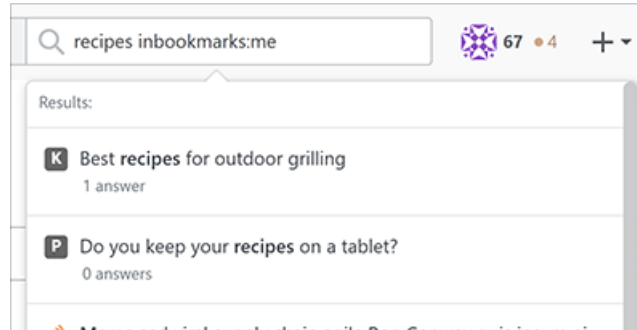 recipes inbookmarks:me
67 4
Results:
K Best recipes for outdoor grilling
1 answer
P Do you keep your recipes on a tablet?
0 answers